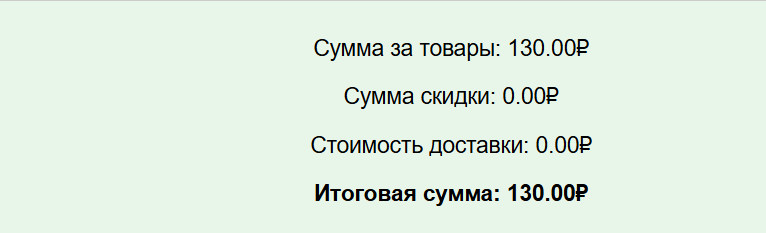 Сумма за товары: 130.00₽
Сумма скидки: 0.00₽
Стоимость доставки: 0.00₽
Итоговая сумма: 130.00₽